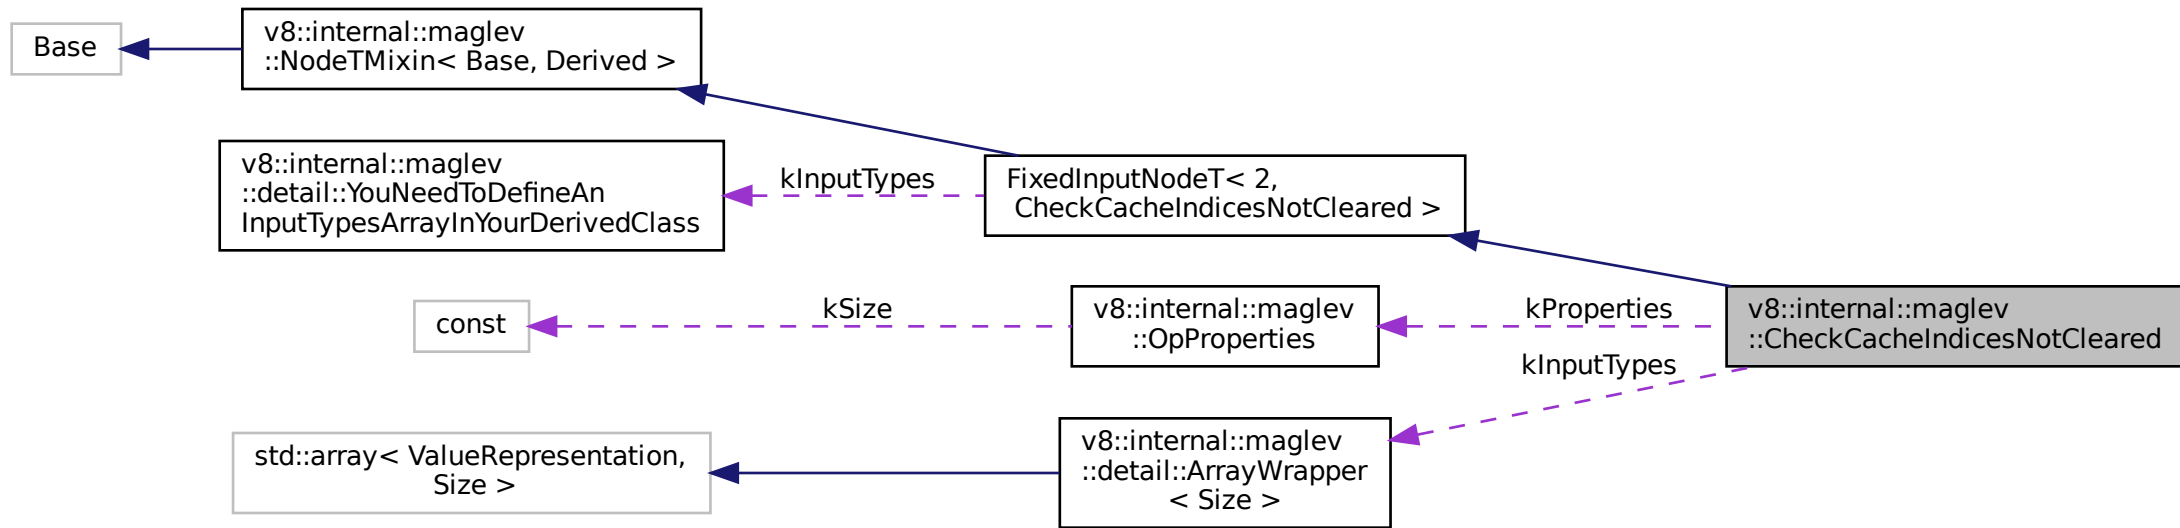 Base
v8::internal::maglev
::NodeTMixin< Base, Derived >
v8::internal::maglev
::detail::YouNeedToDefineAn
InputTypesArrayInYourDerivedClass
kInputTypes
FixedInputNodeT< 2,
CheckCacheIndicesNotCleared >
const
kSize
v8::internal::maglev
::OpProperties
kProperties
v8::internal::maglev
::CheckCacheIndicesNotCleared
kInputTypes
std::array< ValueRepresentation,
Size >
v8::internal::maglev
::detail::ArrayWrapper
< Size >